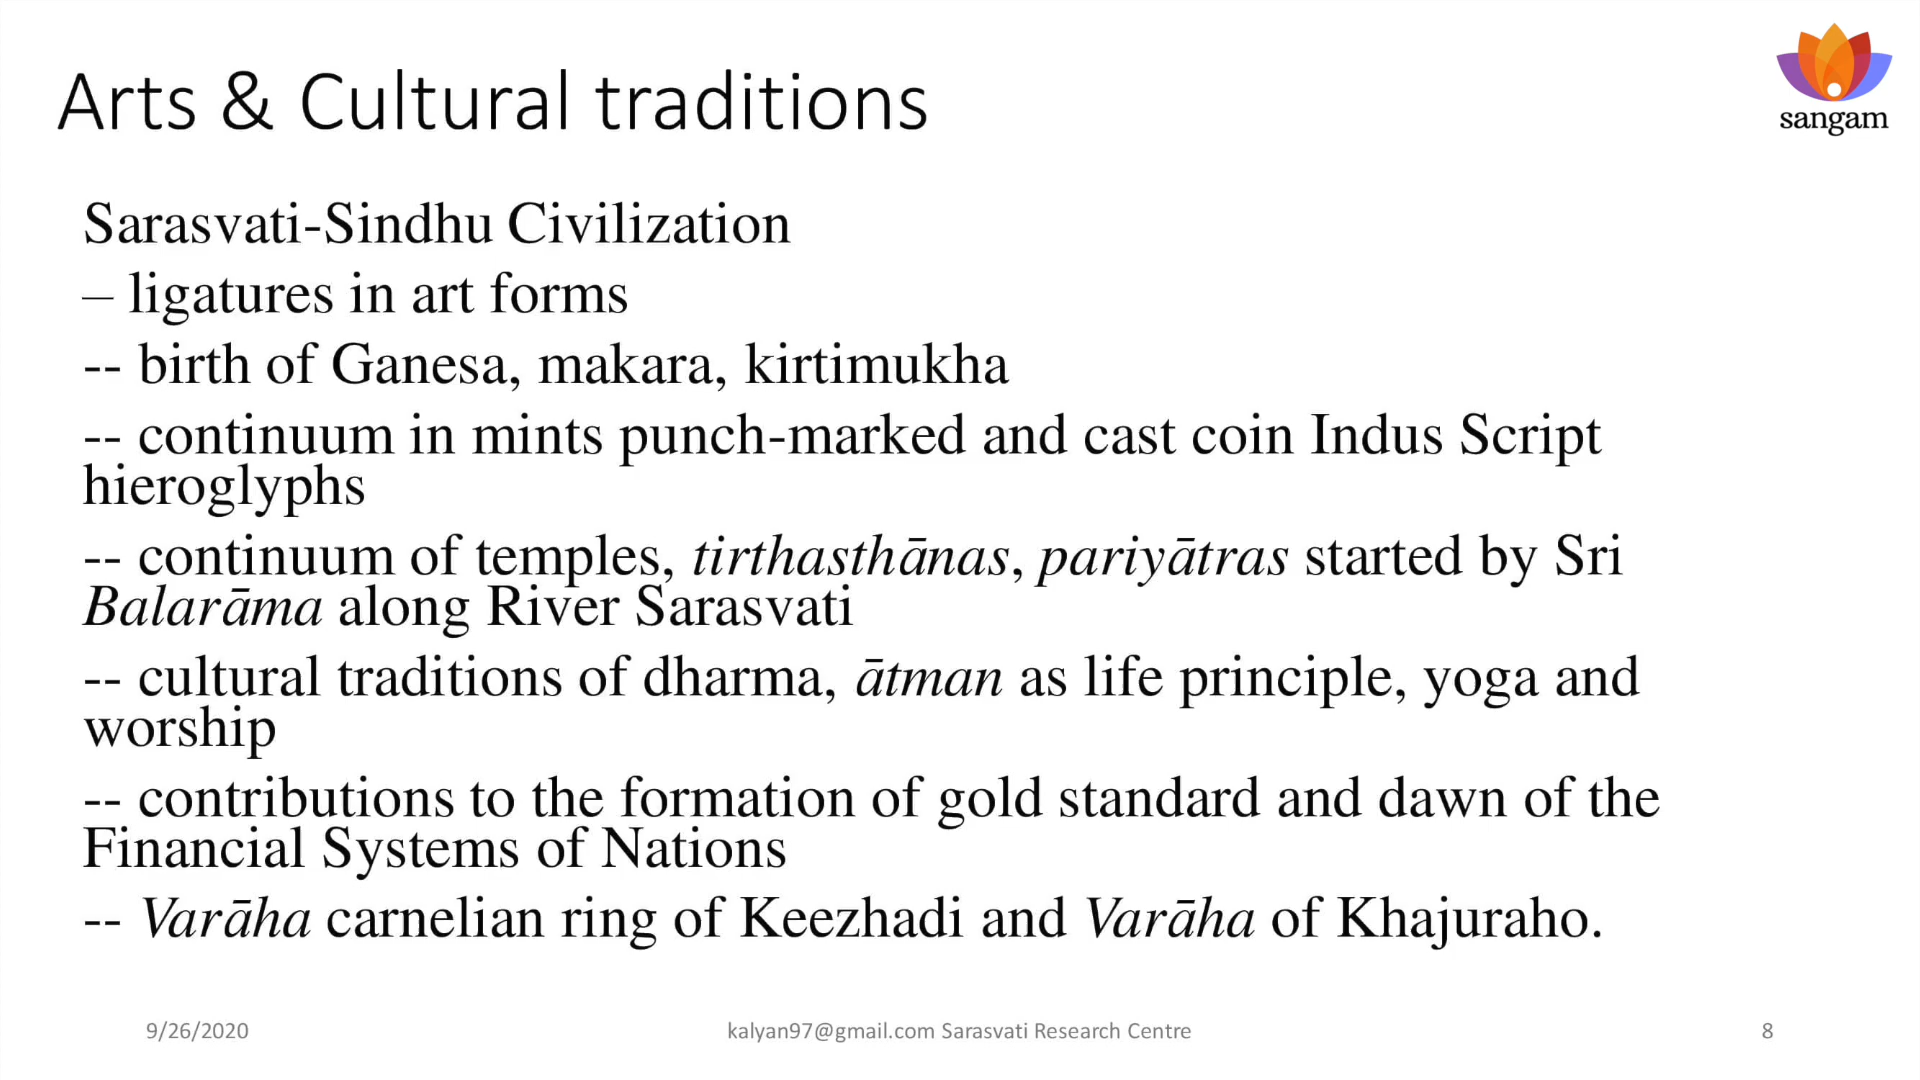 Arts & Cultural traditions
sangam
Sarasvati-Sindhu Civilization
– ligatures in art forms
-- birth of Ganesa, makara, kirtimukha
-- continuum in mints punch-marked and cast coin Indus Script
hieroglyphs
-- continuum of temples, tirthasthānas, pariyātras started by Sri
Balarāma along River Sarasvati
-- cultural traditions of dharma, ātman as life principle, yoga and
worship
-- contributions to the formation of gold standard and dawn of the
Financial Systems of Nations
-- Varāha carnelian ring of Keezhadi and Varāha of Khajuraho.
9/26/2020
kalyan97@gmail.com Sarasvati Research Centre
8